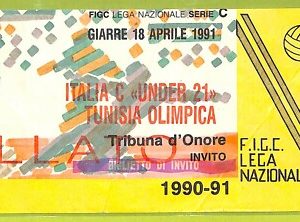 FIGC LEGA NAZIONALE SERIE C
GIARRE 18 APRILE 1991
ITALIA C «UNDER 21»
TUNISIA OLIMPICA
Tribuna d'Onore
INVITO
BIGLIETTO DI INVITO
1990-91
F.I.G.C.
LEGA
NAZIONAL